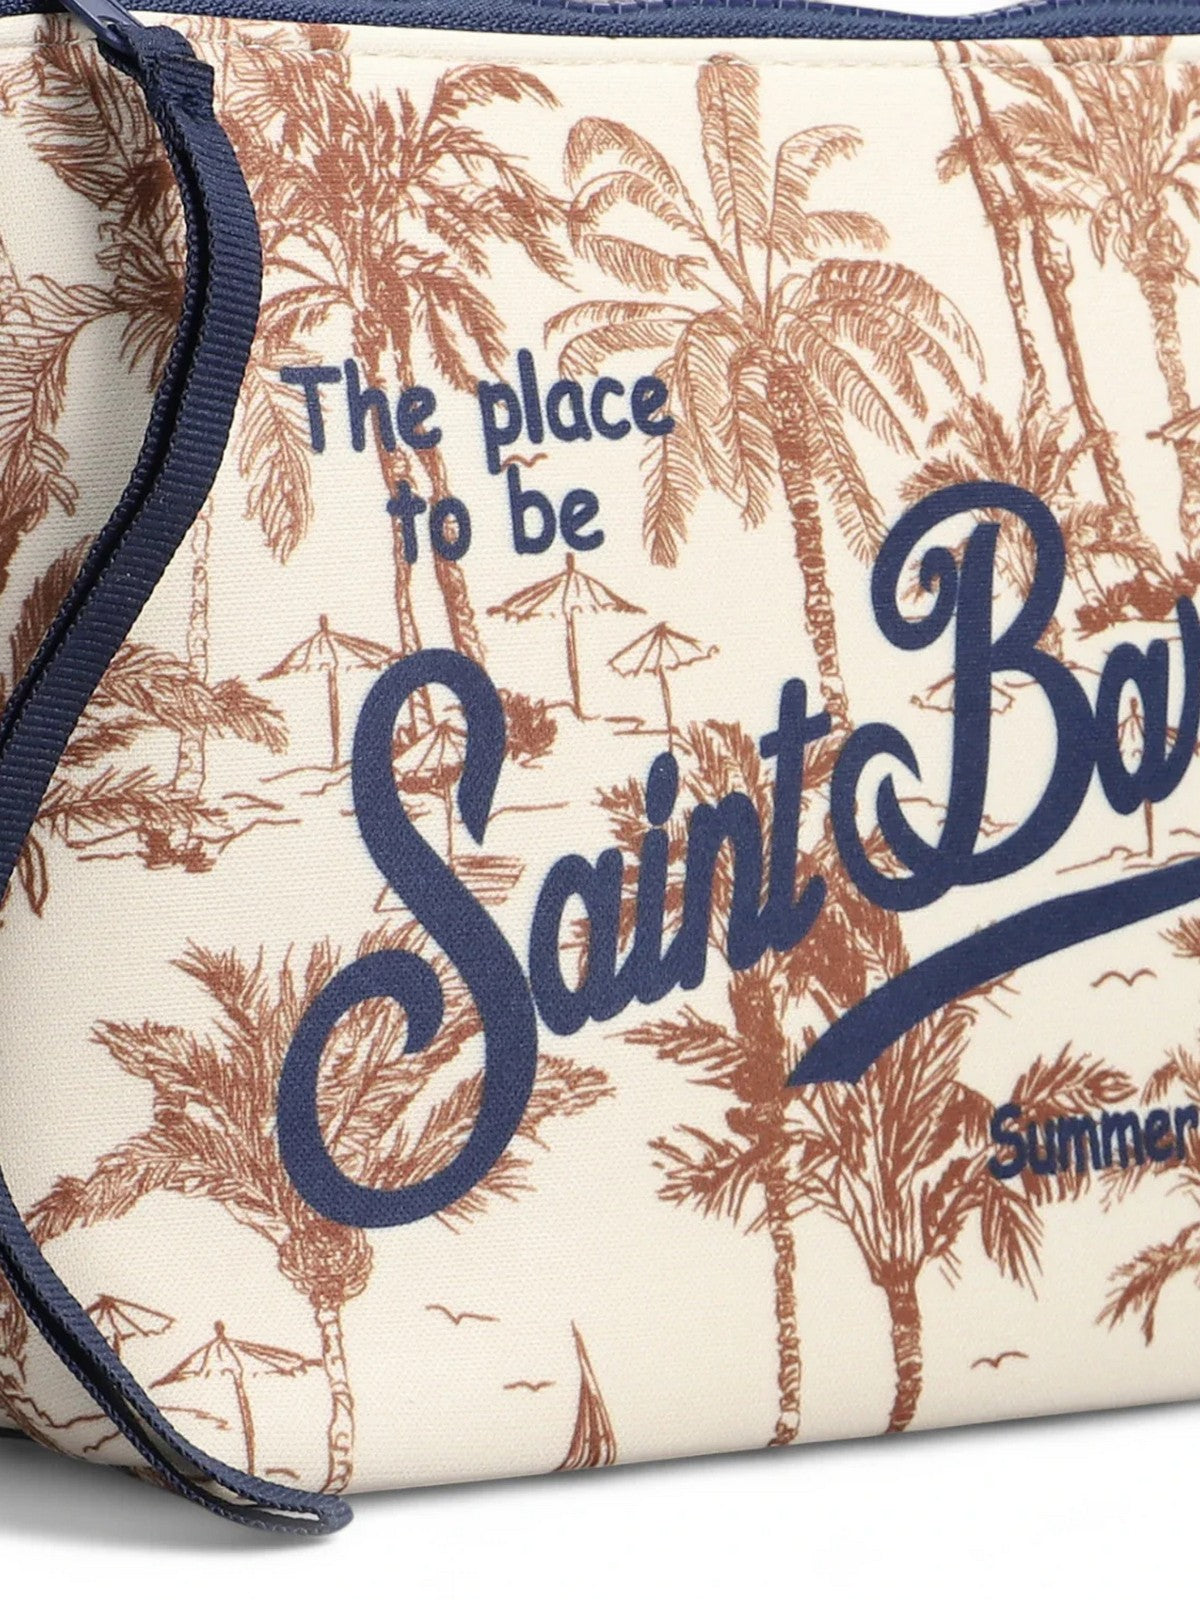 The place
to be
Saint Ba
Summer